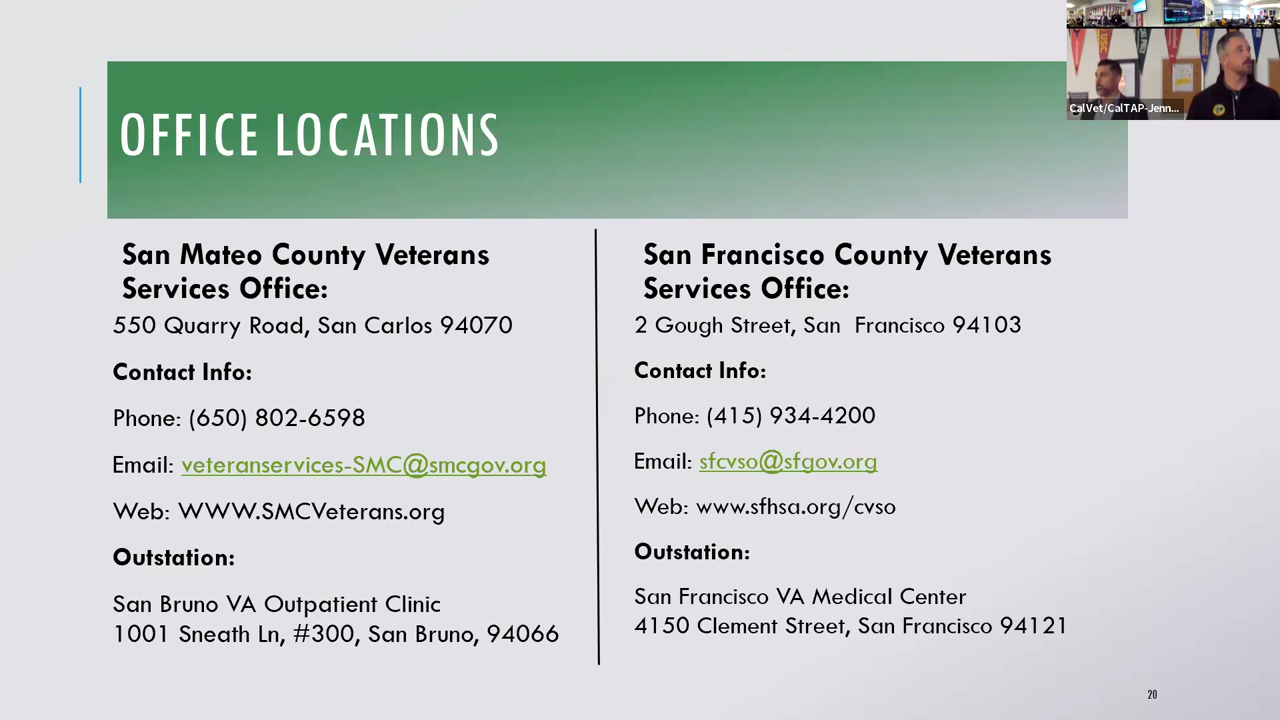 OFFICE LOCATIONS
San Mateo County Veterans
Services Office:
550 Quarry Road, San Carlos 94070
Contact Info:
Phone: (650) 802-6598
Email: veteranservices-SMC@smcgov.org
Web: WWW.SMCVeterans.org
Outstation:
San Bruno VA Outpatient Clinic
1001 Sneath Ln, #300, San Bruno, 94066
San Francisco County Veterans
Services Office:
2 Gough Street, San Francisco 94103
Contact Info:
Phone: (415) 934-4200
Email: sfcvso@sfgov.org
Web: www.sfhsa.org/cvso
Outstation:
San Francisco VA Medical Center
4150 Clement Street, San Francisco 94121
20
CalVet/CalTAP-Jenn...
USC